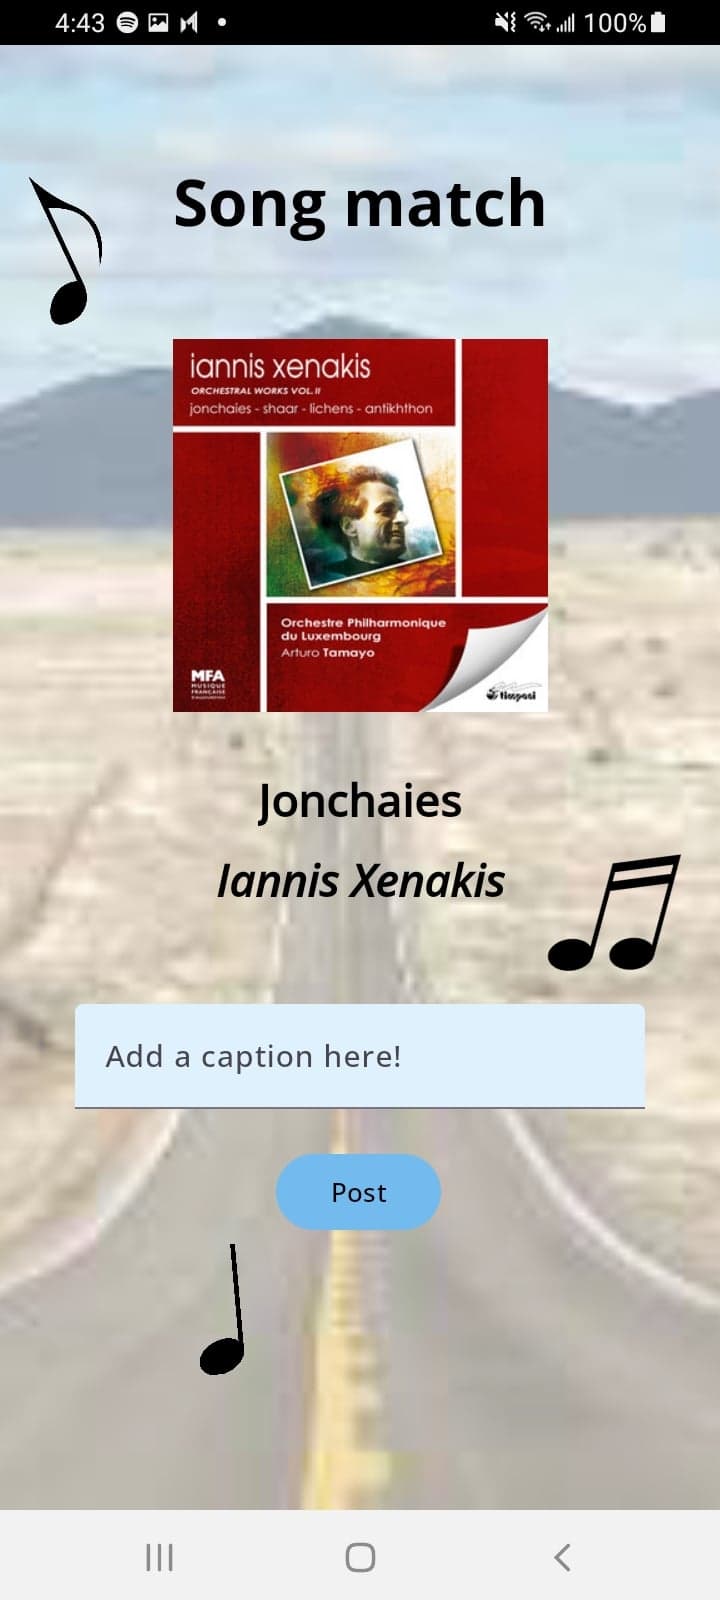 4:43
100%
Song match
iannis xenakis
ORCHESTRAL WORKS VOL. II
jonchaies - shaar - lichens - antikhthon
Orchestre Philharmonique
du Luxembourg
Arturo Tamayo
MFA
MUSIQUE
FRANÇAISE
timpani
Jonchaies
Iannis Xenakis
Add a caption here!
Post